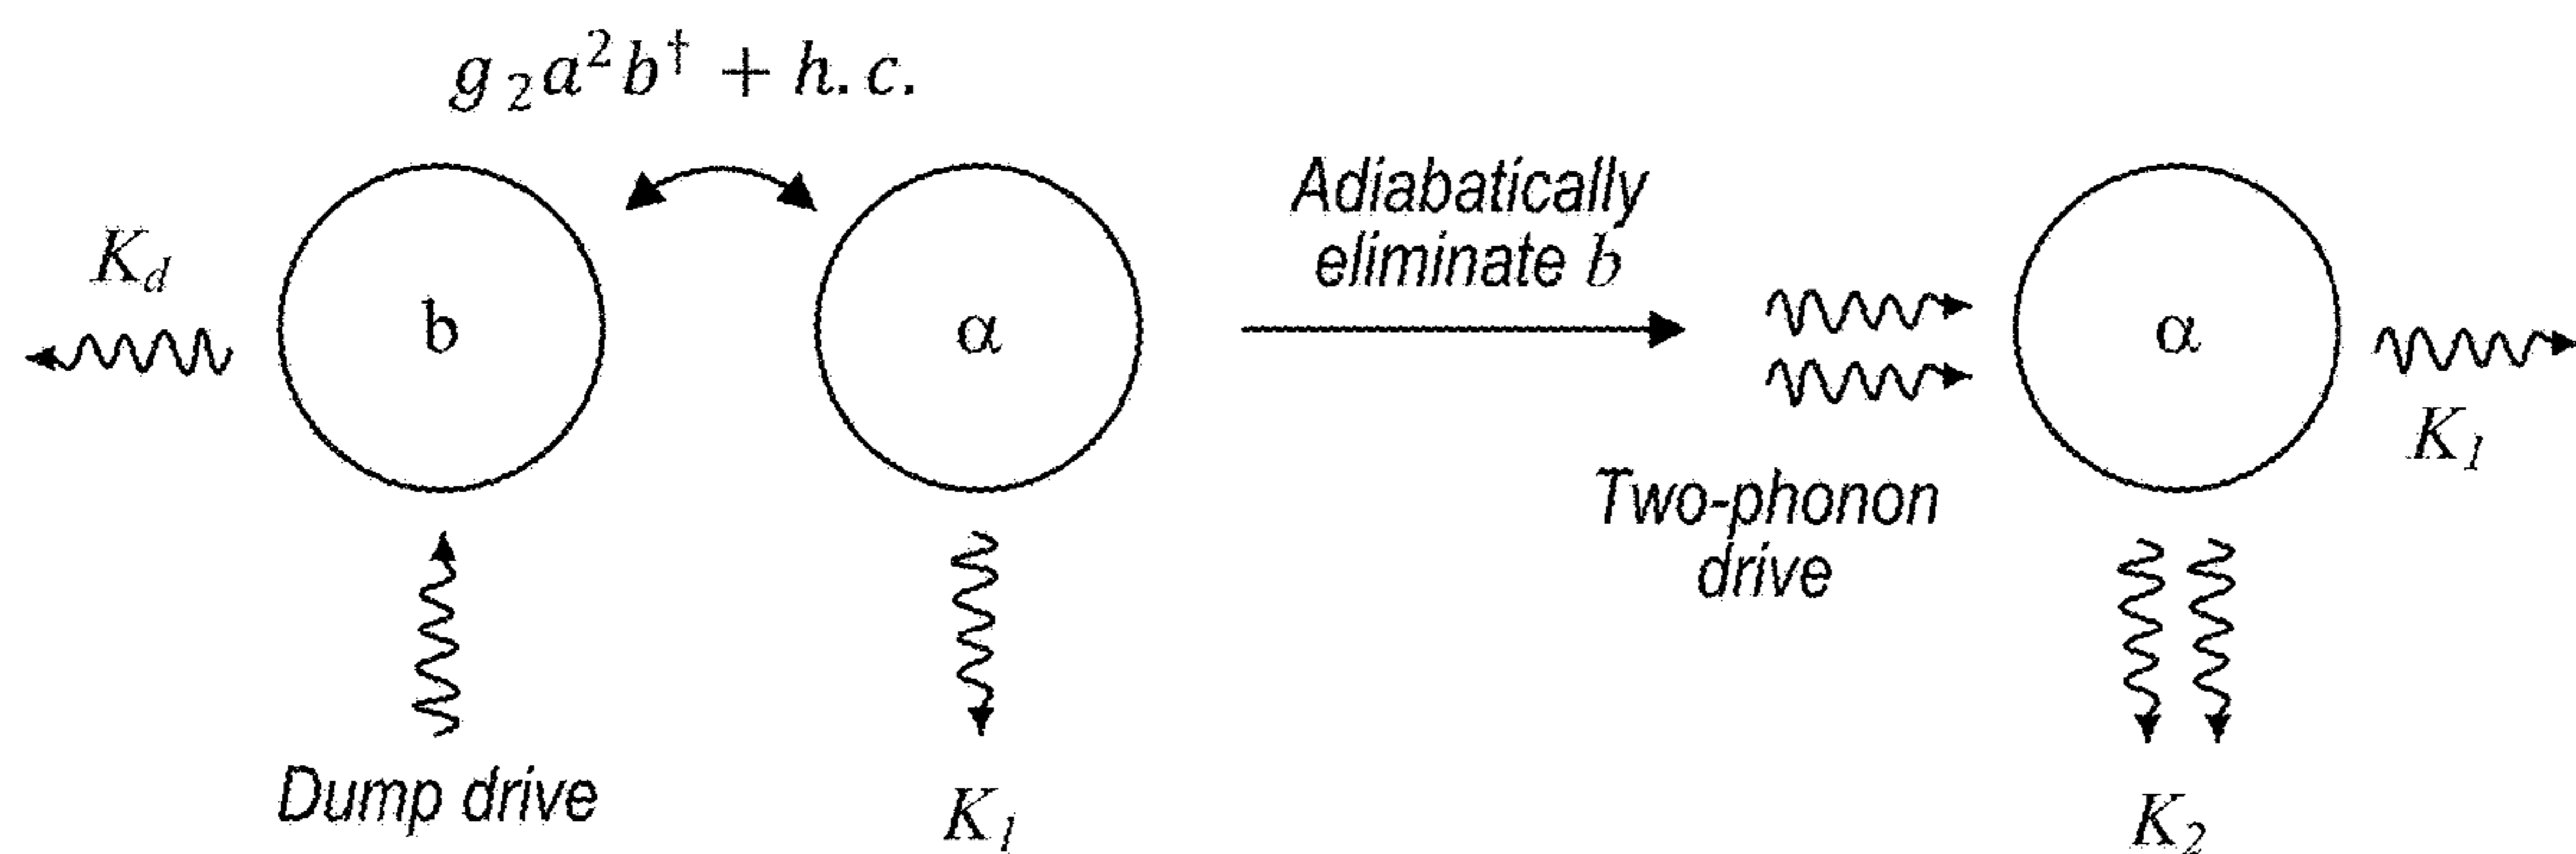 g₂a²b† + h.c.
K_d
b
α
Dump drive
K₁
Adiabatically
eliminate b
Two-phonon
drive
α
K₁
K₂